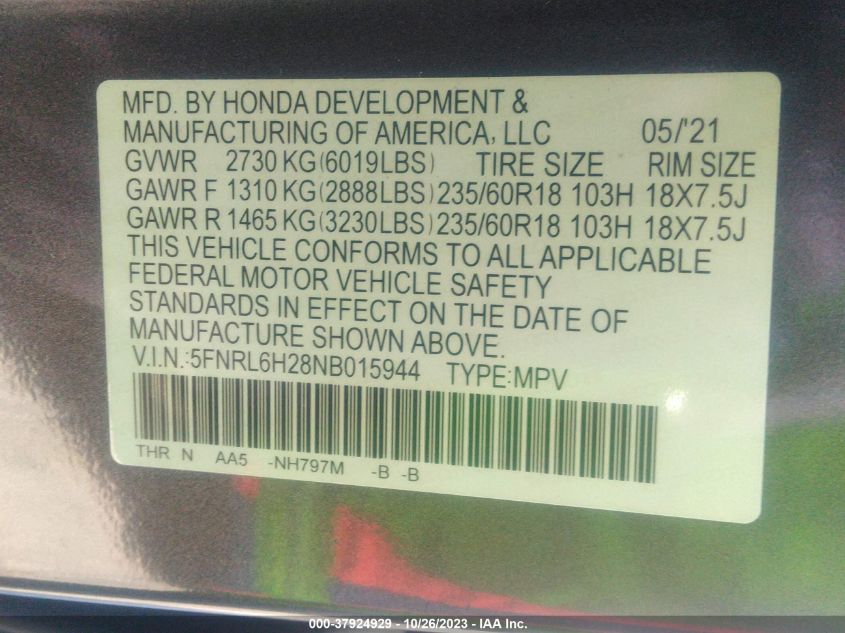 MFD. BY HONDA DEVELOPMENT &
MANUFACTURING OF AMERICA, LLC 05/'21
GVWR 2730 KG(6019LBS) TIRE SIZE RIM SIZE
GAWR F 1310 KG(2888LBS) 235/60R18 103H 18X7.5J
GAWR R 1465 KG(3230LBS) 235/60R18 103H 18X7.5J
THIS VEHICLE CONFORMS TO ALL APPLICABLE
FEDERAL MOTOR VEHICLE SAFETY
STANDARDS IN EFFECT ON THE DATE OF
MANUFACTURE SHOWN ABOVE.
V.I.N.:5FNRL6H28NB015944 TYPE:MPV
THR N AA5 -NH797M -B -B
000-37924929 - 10/26/2023 - IAA Inc.